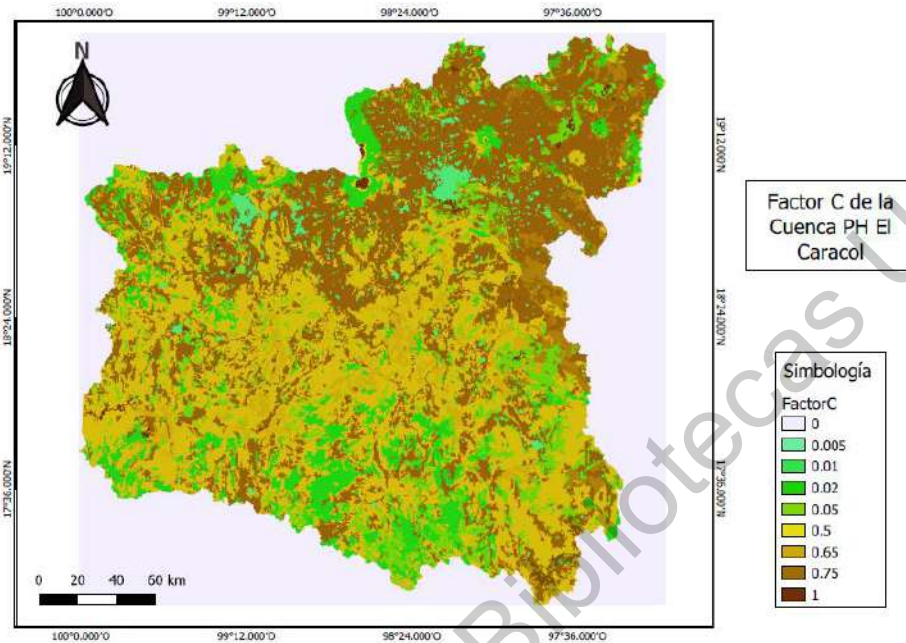 100°0.000'O 99°12.000'O 98°24.000'O 97°36.000'O
N
19°12.000'N
18°24.000'N
17°36.000'N
19°12.000'N
18°24.000'N
17°36.000'N
0 20 40 60 km
100°0.000'O 99°12.000'O 98°24.000'O 97°36.000'O
Factor C de la
Cuenca PH El
Caracol
Simbología
FactorC
0
0.005
0.01
0.02
0.05
0.5
0.65
0.75
1
Bibliotecas U